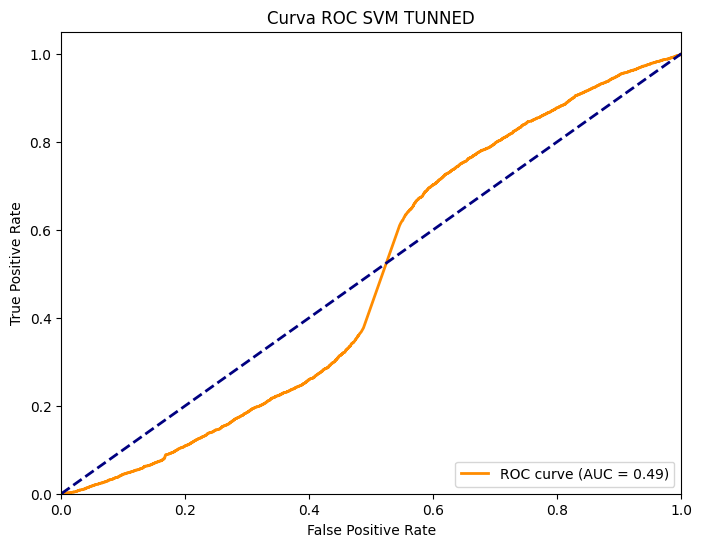 Curva ROC SVM TUNNED
1.0
0.8
0.6
0.4
0.2
0.0
True Positive Rate
ROC curve (AUC = 0.49)
0.0 0.2 0.4 0.6 0.8 1.0
False Positive Rate